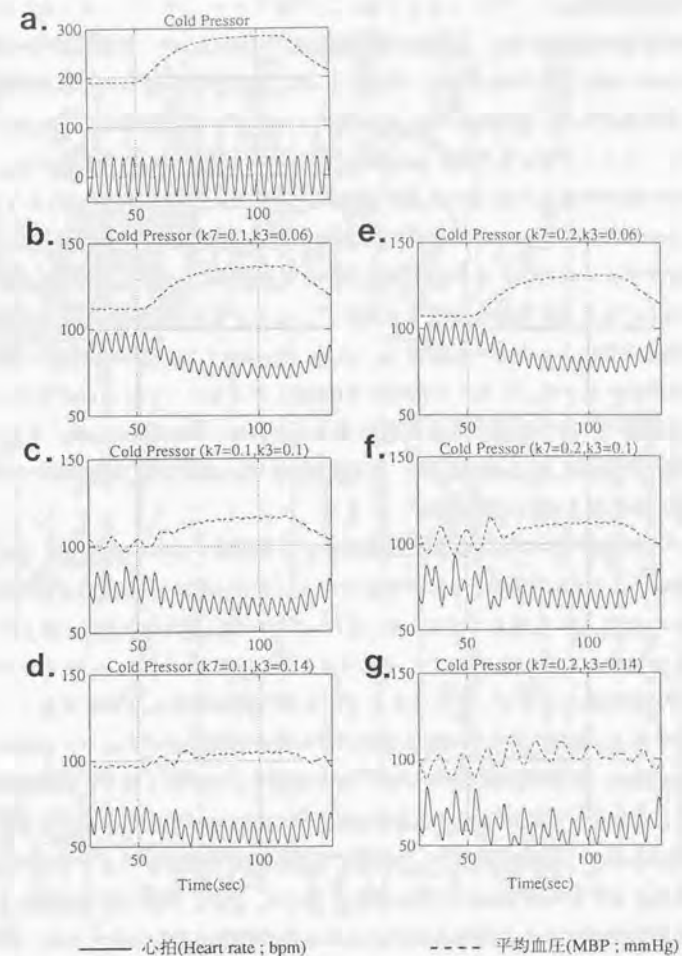 a.
Cold Pressor
300
200
100
0
50
100
b.
Cold Pressor (k7=0.1,k3=0.06)
150
100
50
50
100
e.
Cold Pressor (k7=0.2,k3=0.06)
150
100
50
50
100
c.
Cold Pressor (k7=0.1,k3=0.1)
150
100
50
50
100
f.
Cold Pressor (k7=0.2,k3=0.1)
150
100
50
50
100
d.
Cold Pressor (k7=0.1,k3=0.14)
150
100
50
50
100
Time(sec)
g.
Cold Pressor (k7=0.2,k3=0.14)
150
100
50
50
100
Time(sec)
心拍(Heart rate ; bpm)
平均血圧(MBP ; mmHg)